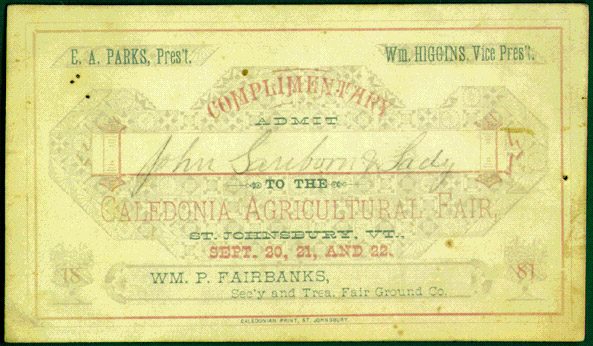 E. A. PARKS, Pres't.
Wm. HIGGINS, Vice Pres't.
COMPLIMENTARY
ADMIT
John Sanborn & Lady
TO THE
CALEDONIA AGRICULTURAL FAIR,
ST. JOHNSBURY, VT.,
SEPT. 20, 21, AND 22.
18 81
WM. P. FAIRBANKS,
Sec'y and Trea. Fair Ground Co.
CALEDONIAN PRINT, ST. JOHNSBURY.